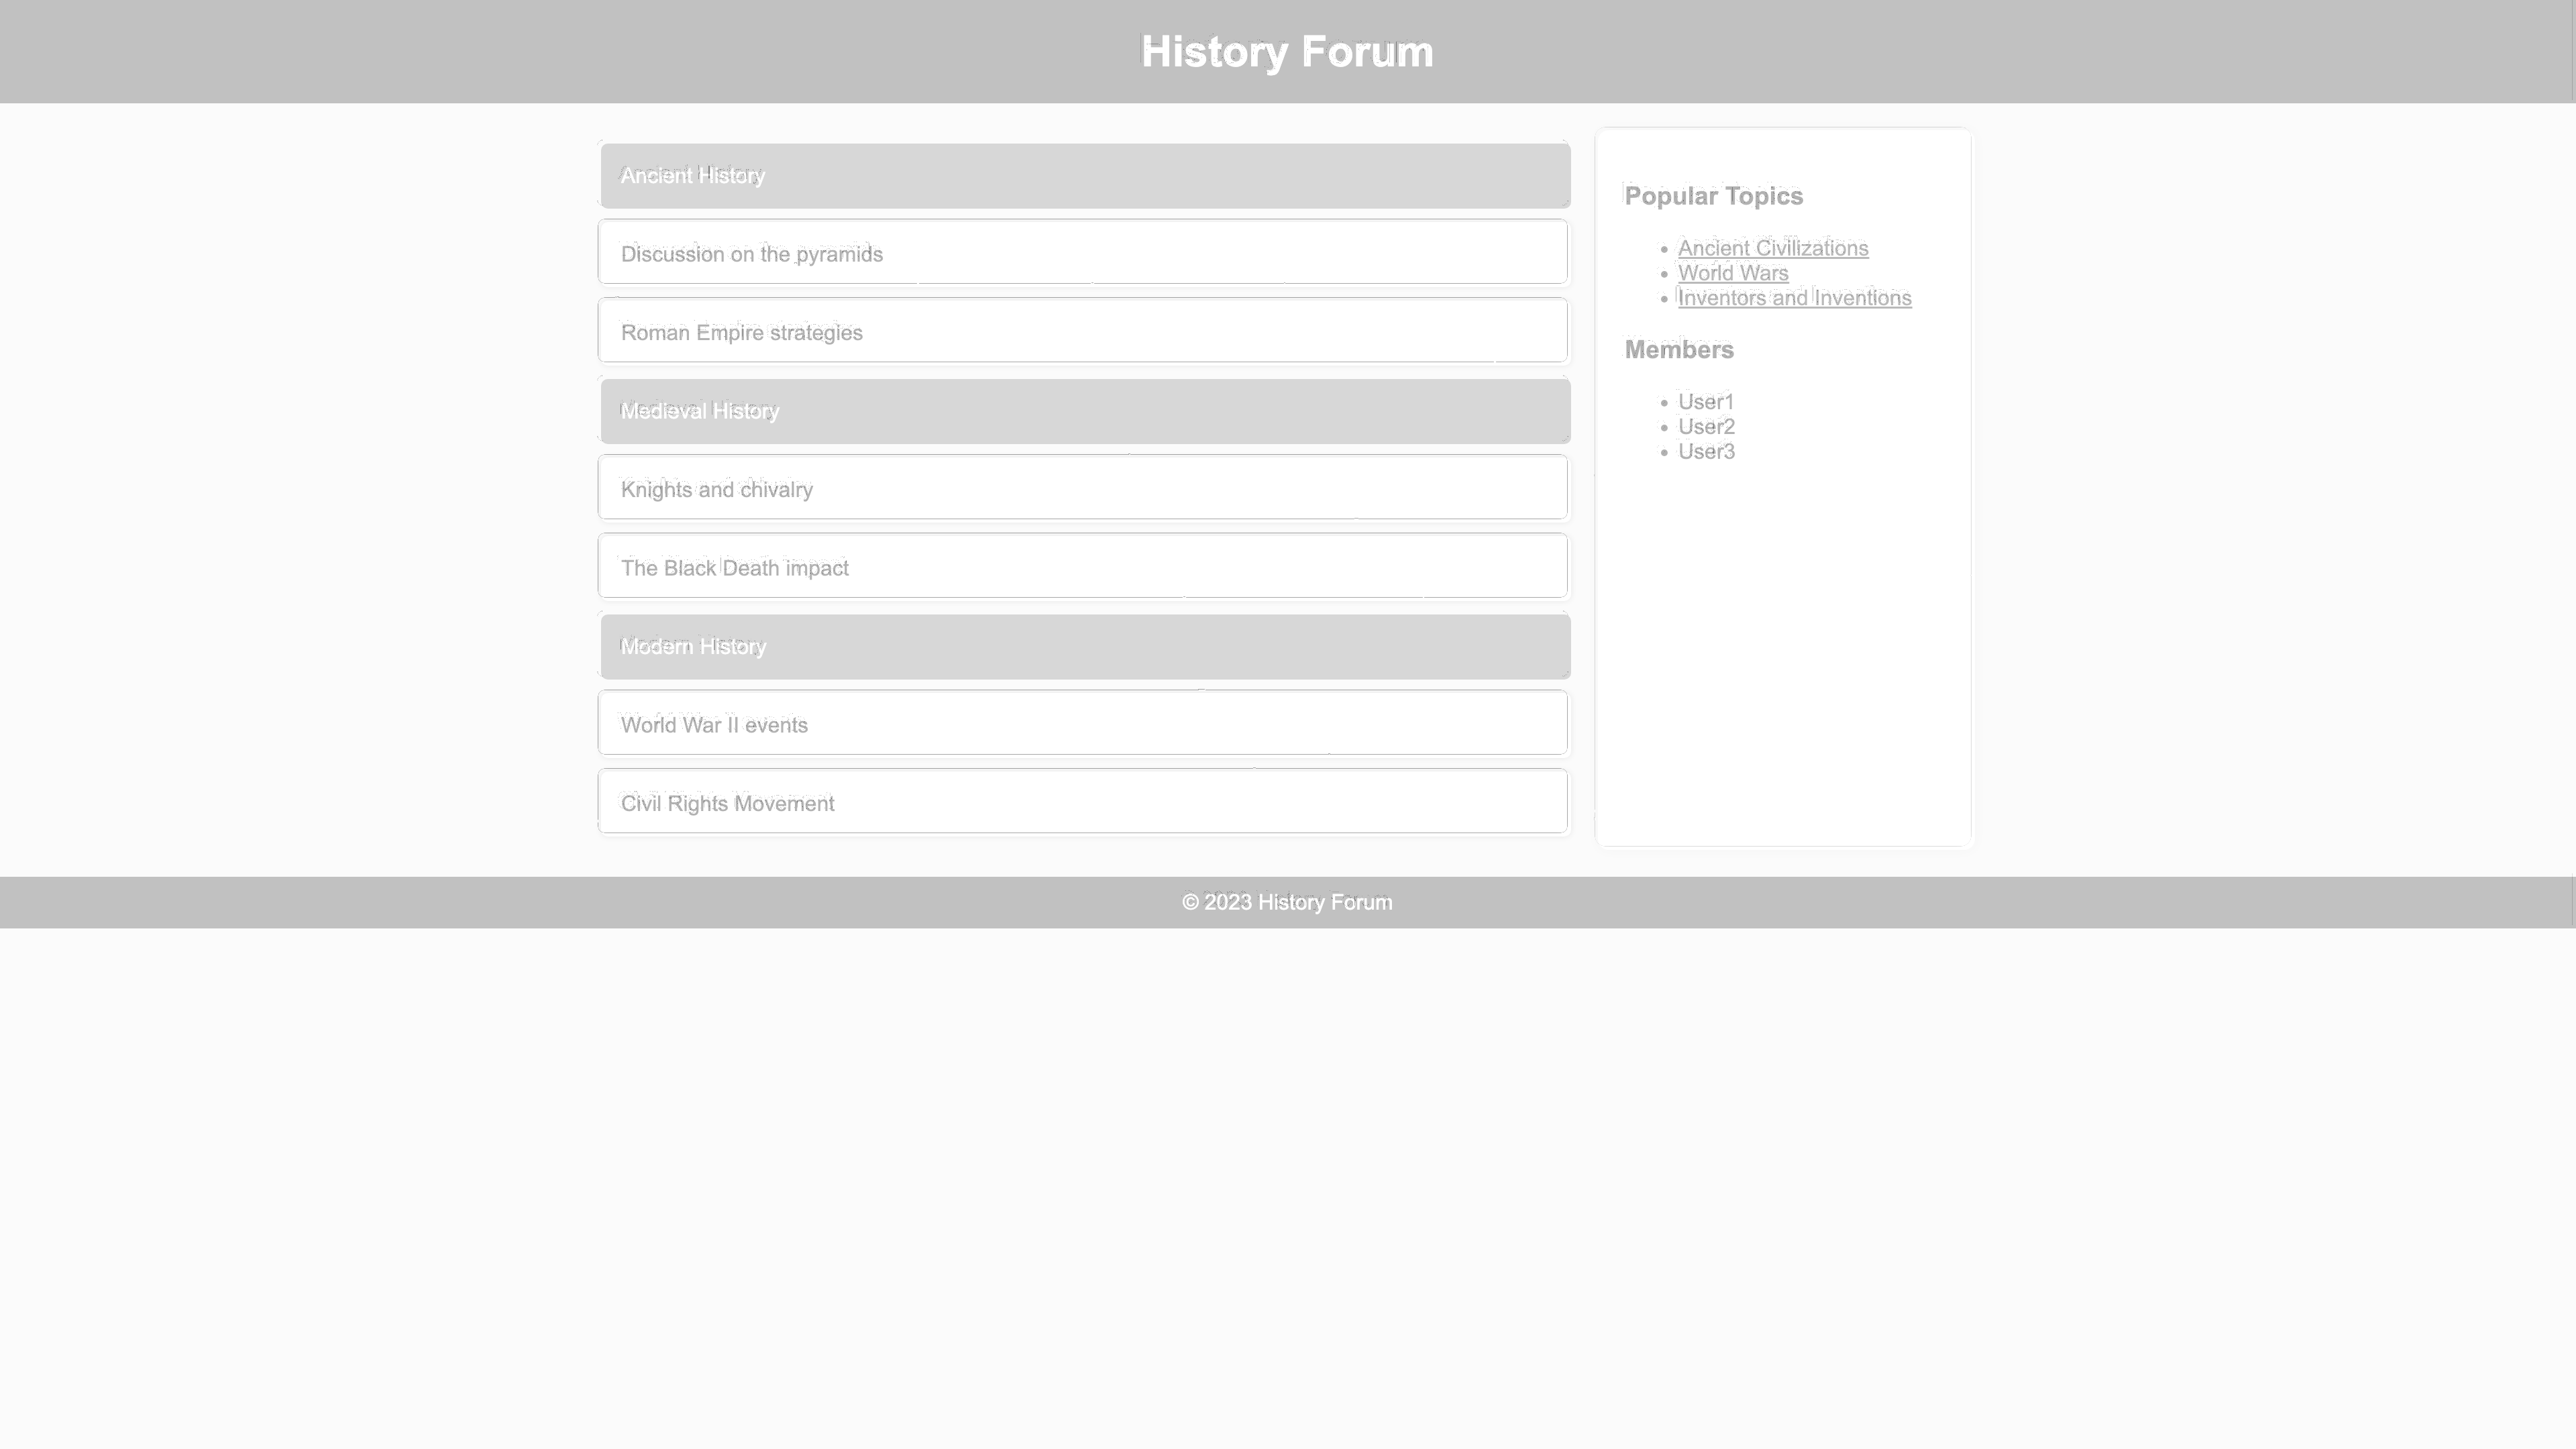 History Forum
Ancient History
Discussion on the pyramids
Roman Empire strategies
Medieval History
Knights and chivalry
The Black Death impact
Modern History
World War II events
Civil Rights Movement
Popular Topics
Ancient Civilizations
World Wars
Inventors and Inventions
Members
User1
User2
User3
© 2023 History Forum